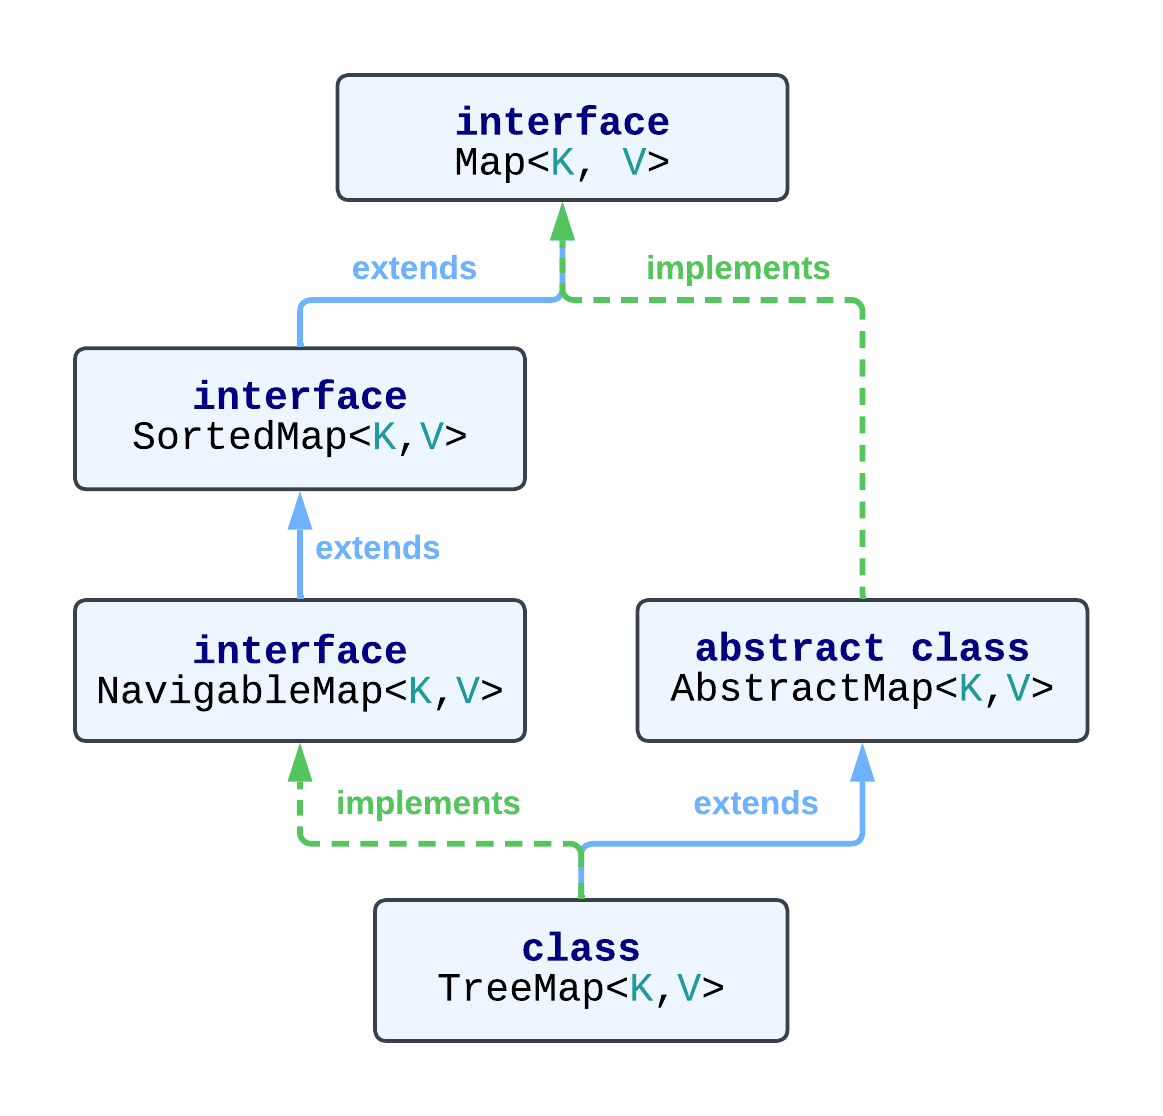 interface
Map<K, V>
extends
implements
interface
SortedMap<K,V>
extends
interface
NavigableMap<K,V>
abstract class
AbstractMap<K,V>
implements
extends
class
TreeMap<K,V>